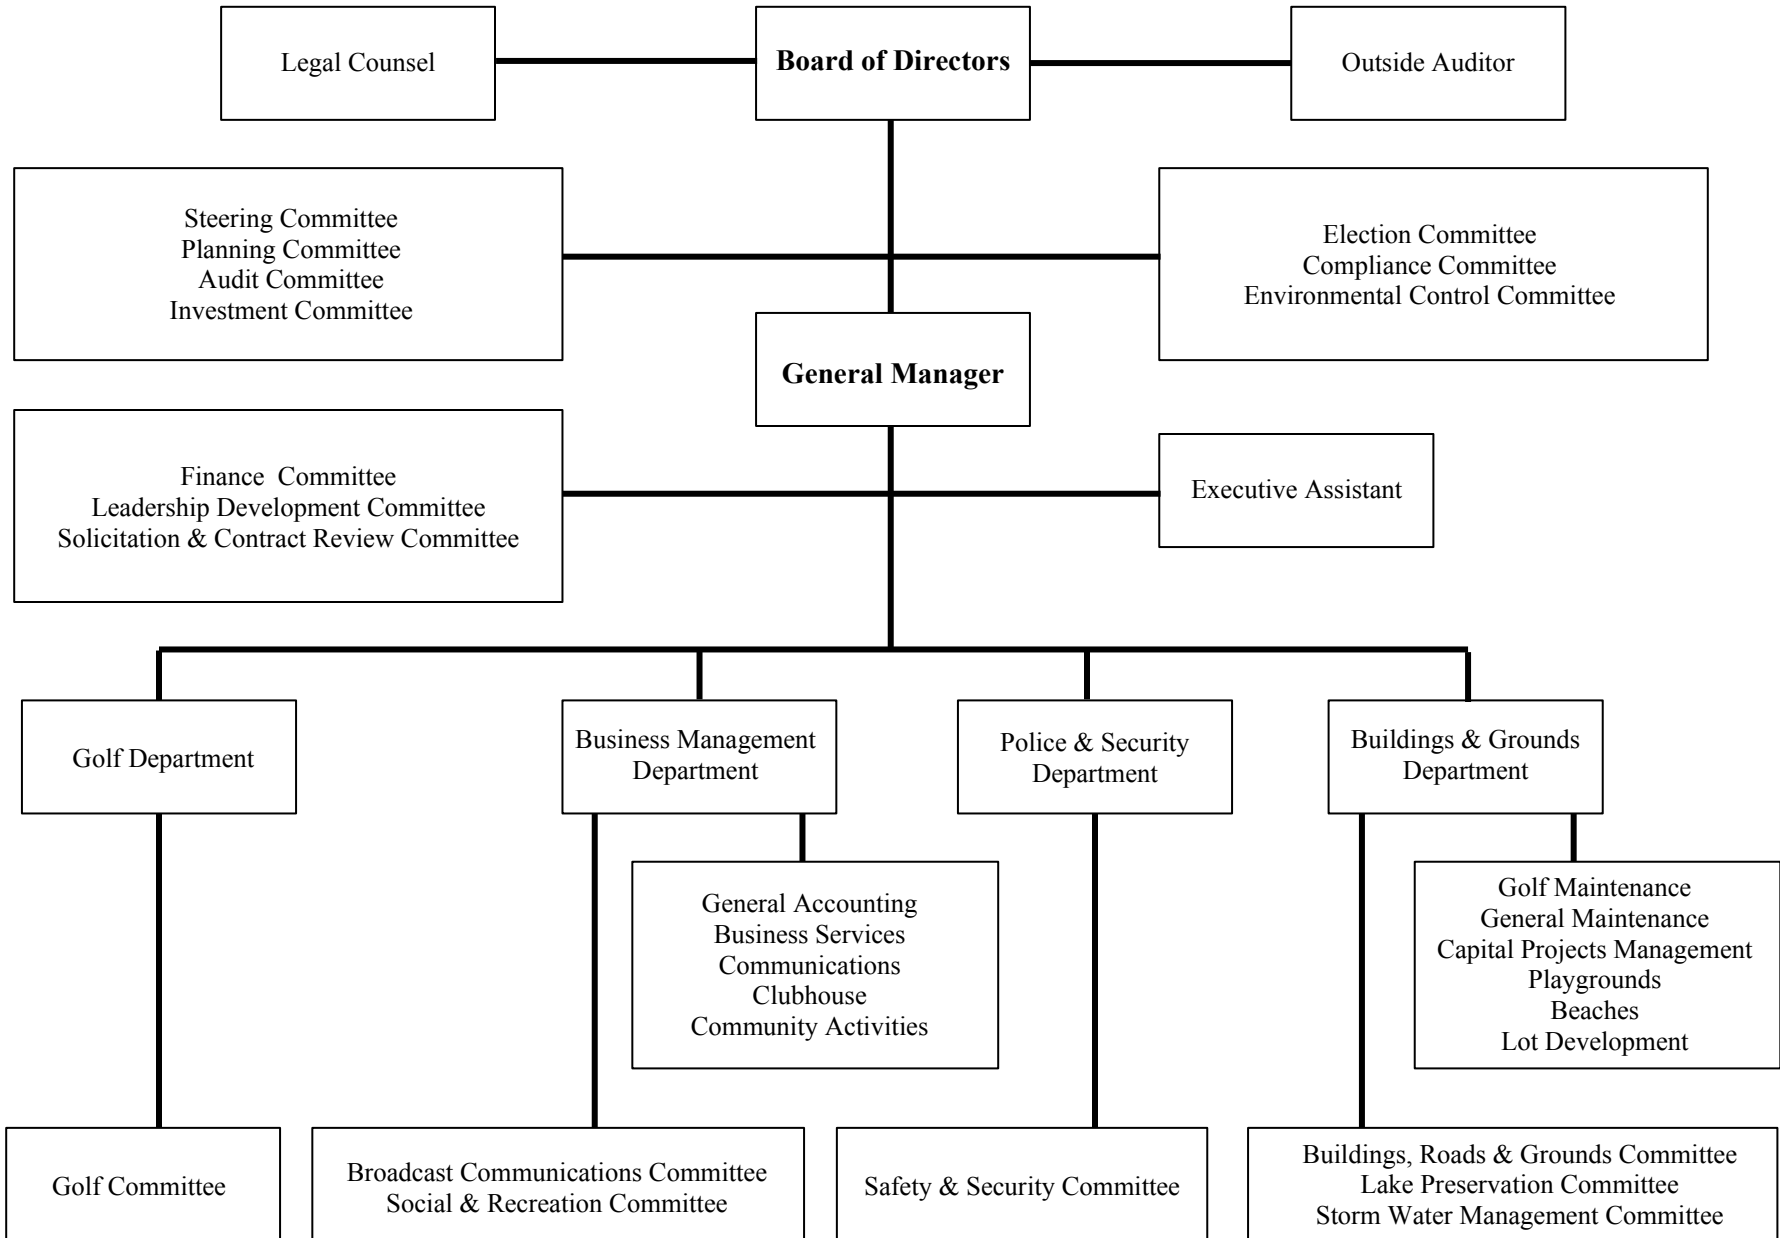 Legal Counsel
Board of Directors
Outside Auditor
Steering Committee
Planning Committee
Audit Committee
Investment Committee
Election Committee
Compliance Committee
Environmental Control Committee
General Manager
Finance  Committee
Leadership Development Committee
Solicitation & Contract Review Committee
Executive Assistant
Golf Department
Business Management
Department
Police & Security
Department
Buildings & Grounds
Department
General Accounting
Business Services
Communications
Clubhouse
Community Activities
Golf Maintenance
General Maintenance
Capital Projects Management
Playgrounds
Beaches
Lot Development
Golf Committee
Broadcast Communications Committee
Social & Recreation Committee
Safety & Security Committee
Buildings, Roads & Grounds Committee
Lake Preservation Committee
Storm Water Management Committee